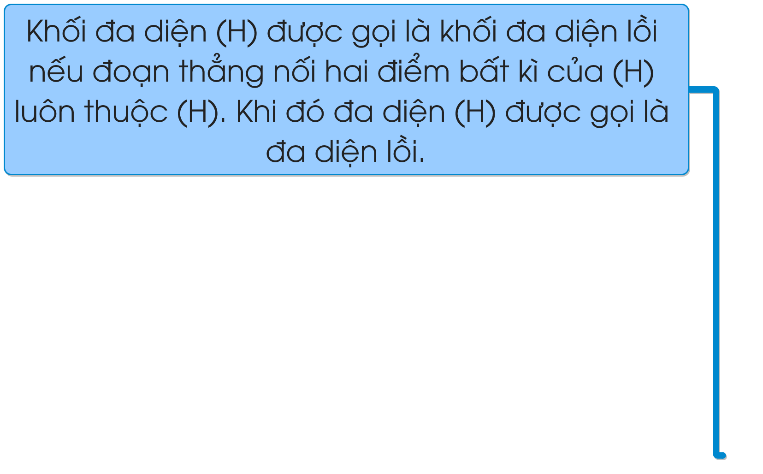 Khối đa diện (H) được gọi là khối đa diện lồi
nếu đoạn thẳng nối hai điểm bất kì của (H)
luôn thuộc (H). Khi đó đa diện (H) được gọi là
đa diện lồi.